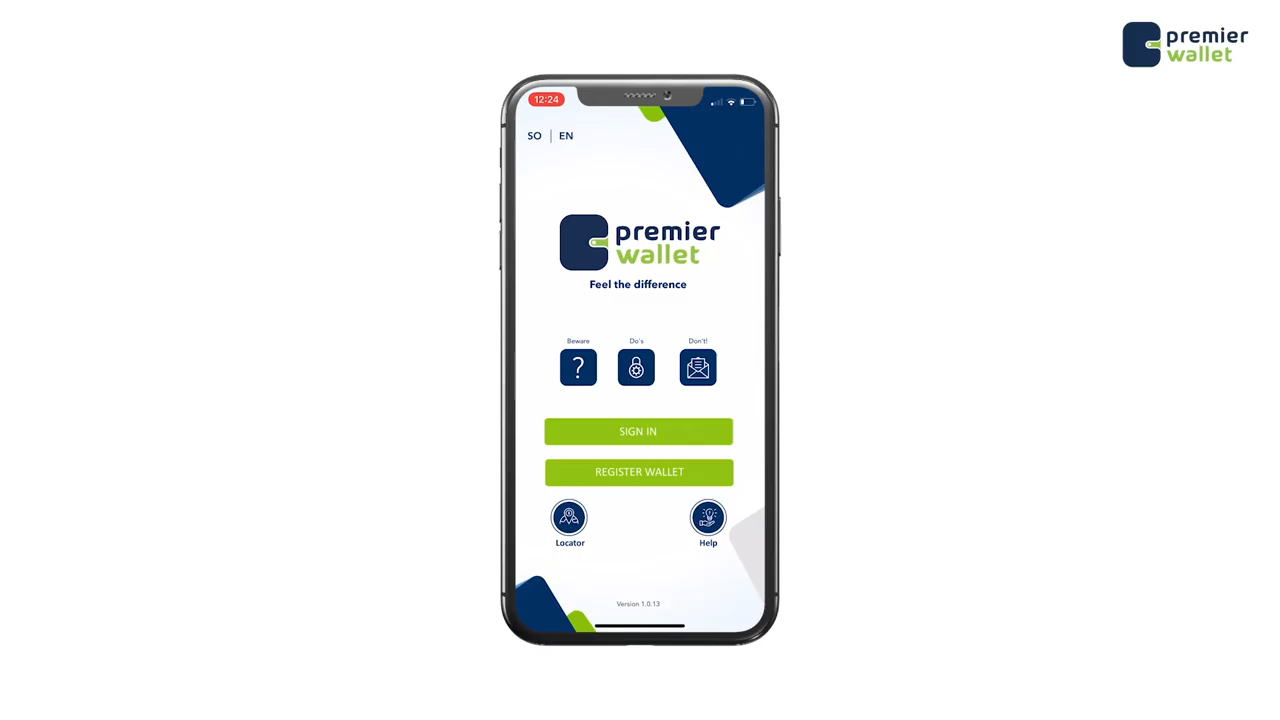 premier
wallet
12:24
SO | EN
premier
wallet
Feel the difference
Beware
Do's
Don't!
SIGN IN
REGISTER WALLET
Locator
Help
Version 1.0.13